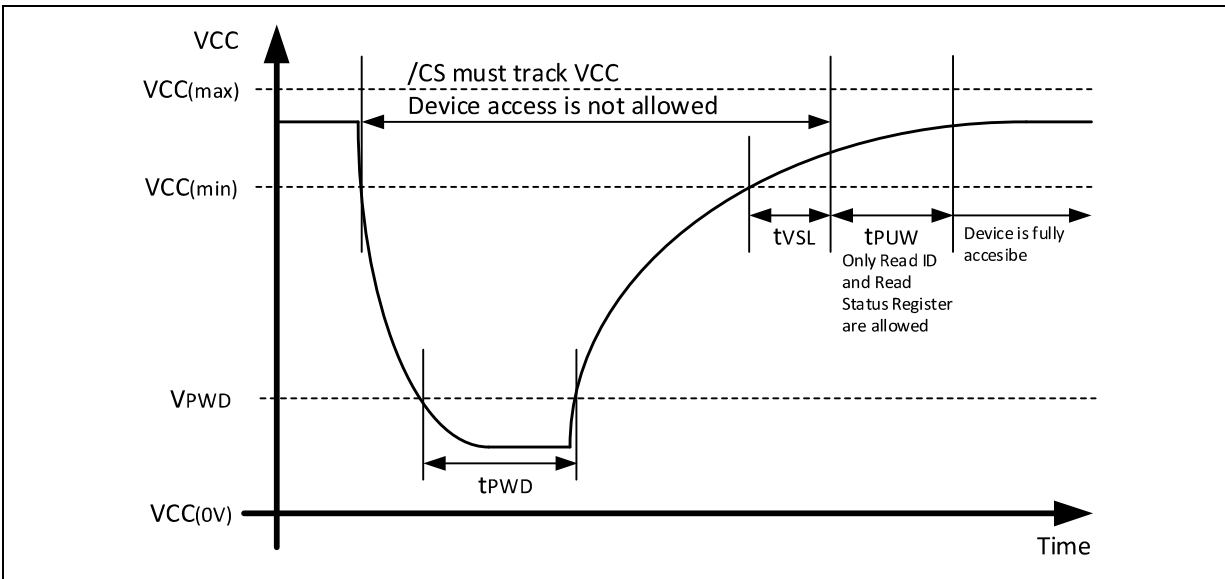 VCC
/CS must track VCC
VCC(max)
Device access is not allowed
VCC(min)
tVSL
tPUW
Device is fully
accesibe
Only Read ID
and Read
Status Register
are allowed
VPWD
tPWD
VCC(0V)
Time